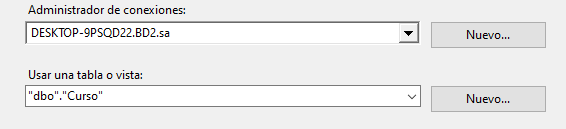 Administrador de conexiones:
DESKTOP-9PSQD22.BD2.sa
Nuevo...
Usar una tabla o vista:
"dbo"."Curso"
Nuevo...